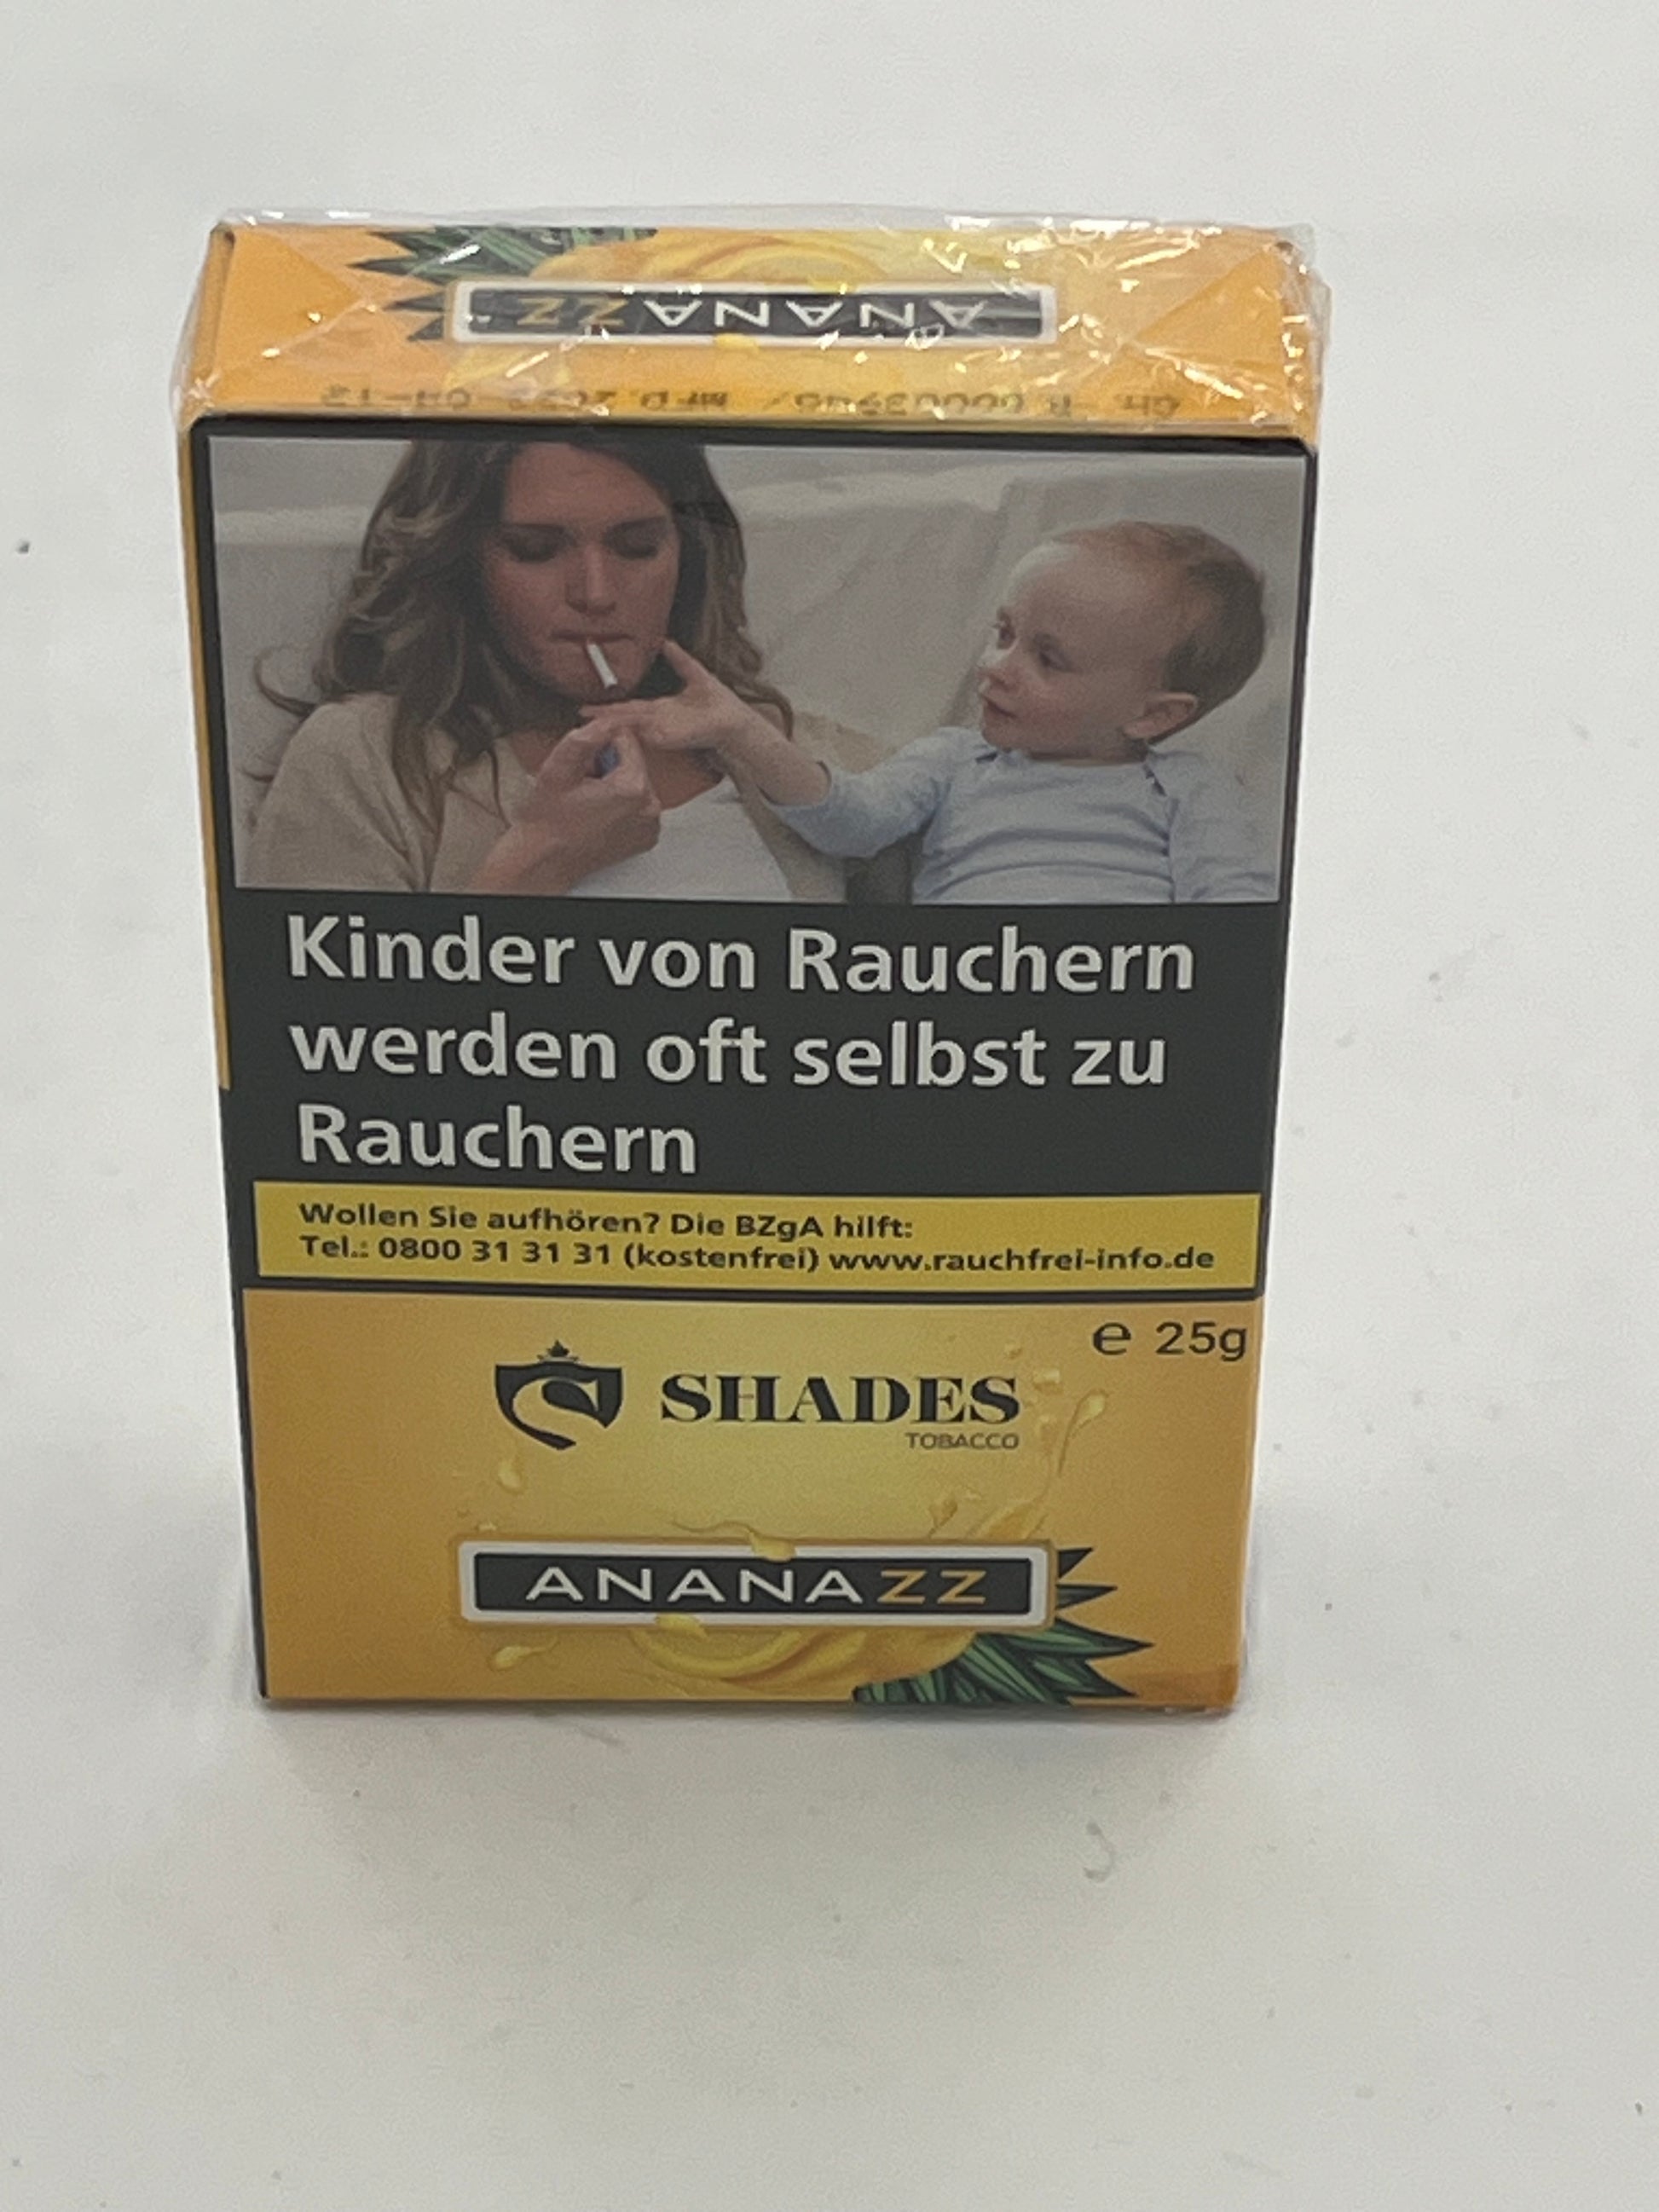 ANANAZZ
Kinder von Rauchern
werden oft selbst zu
Rauchern
Wollen Sie aufhören? Die BZgA hilft:
Tel.: 0800 31 31 31 (kostenfrei) www.rauchfrei-info.de
e 25g
SHADES
TOBACCO
ANANAZZ